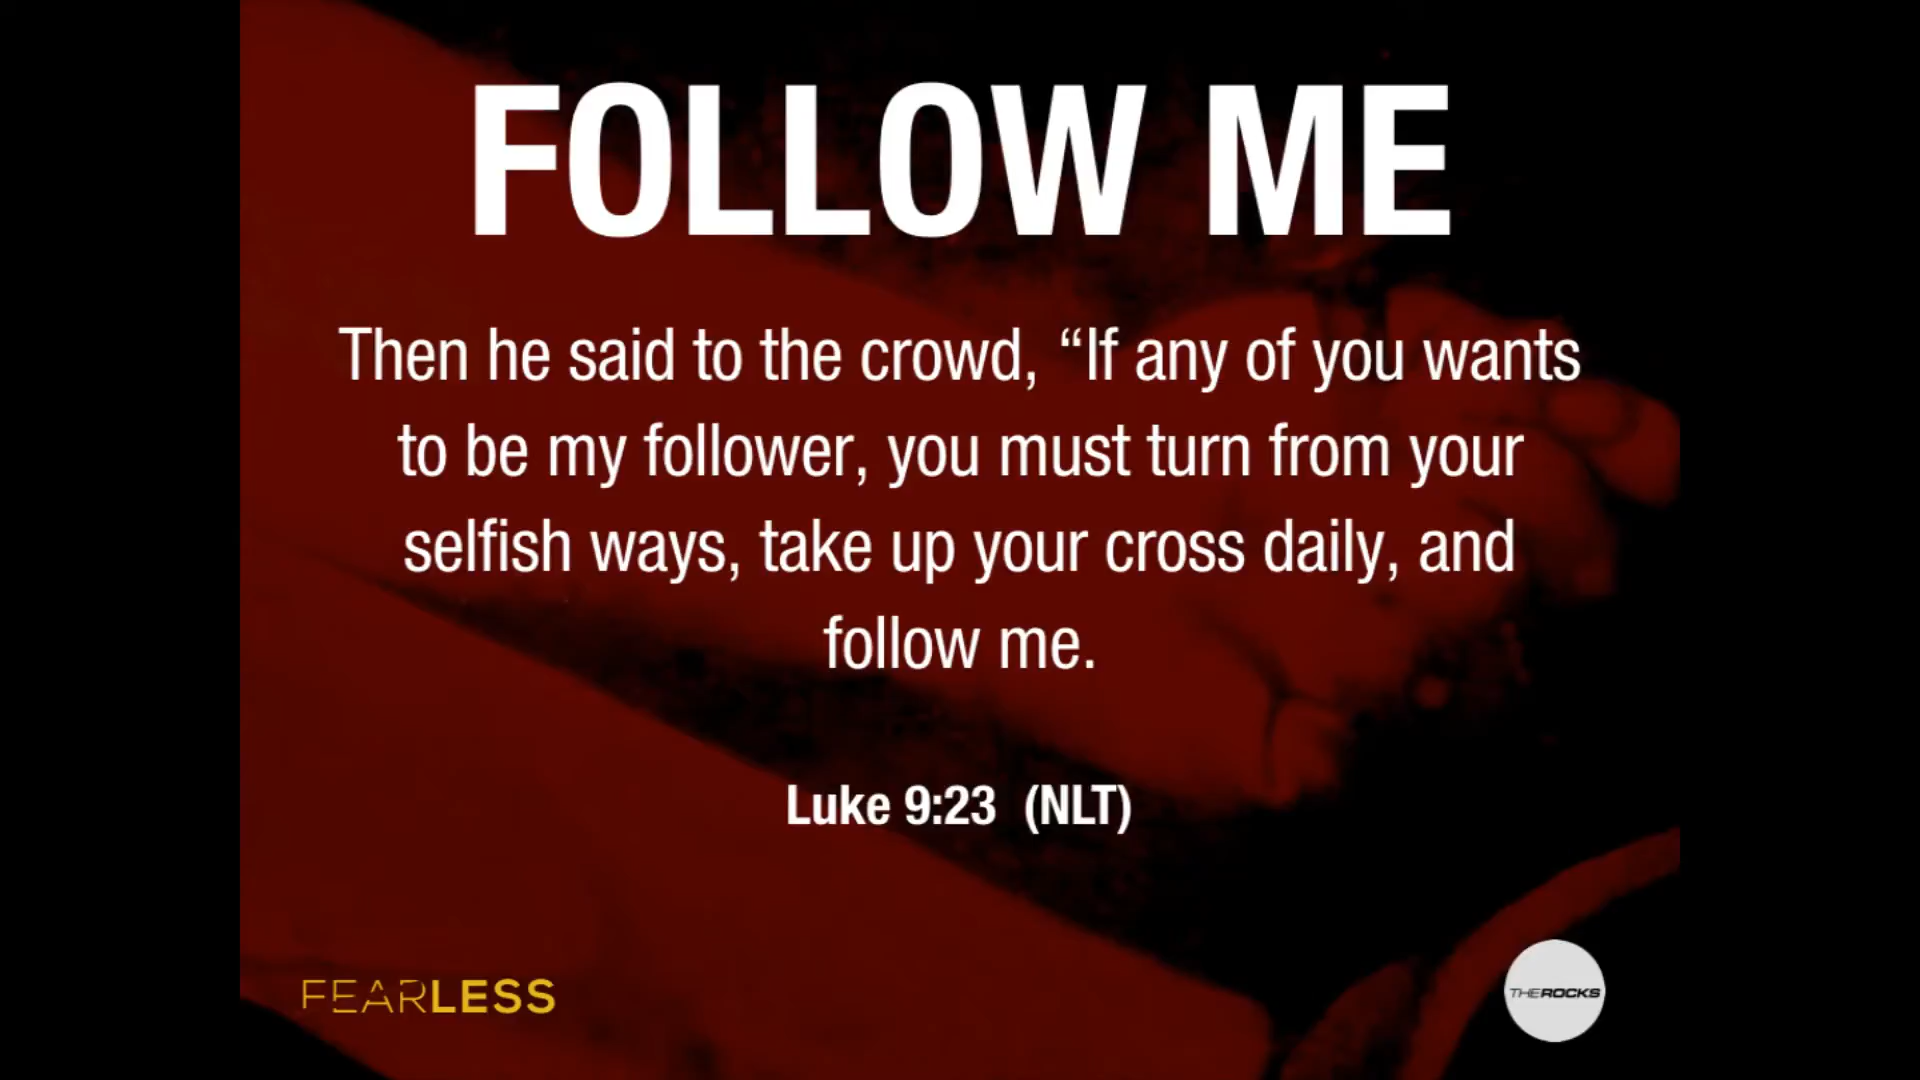 FOLLOW ME
Then he said to the crowd, “If any of you wants
to be my follower, you must turn from your
selfish ways, take up your cross daily, and
follow me.
Luke 9:23 (NLT)
FEARLESS
THEROCKS